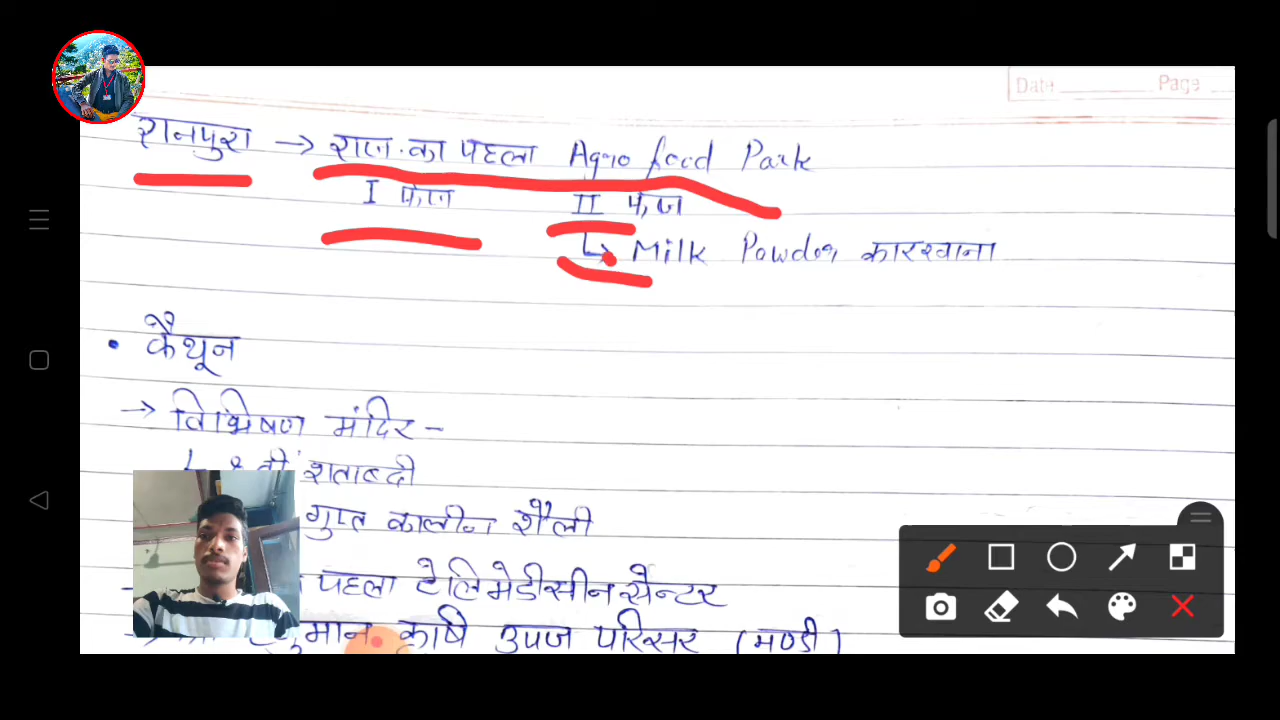 Date Page
रानपुरा → राज. का पहला Agro food Park
I फेज II फेज
↳ Milk Powder कारखाना
• कैथून
→ विभिषण मंदिर -
वीं शताब्दी
गुप्त कालीन शैली
पहला टेलिमेडीसीन सेन्टर
कृषि उपज परिसर (मण्डी)